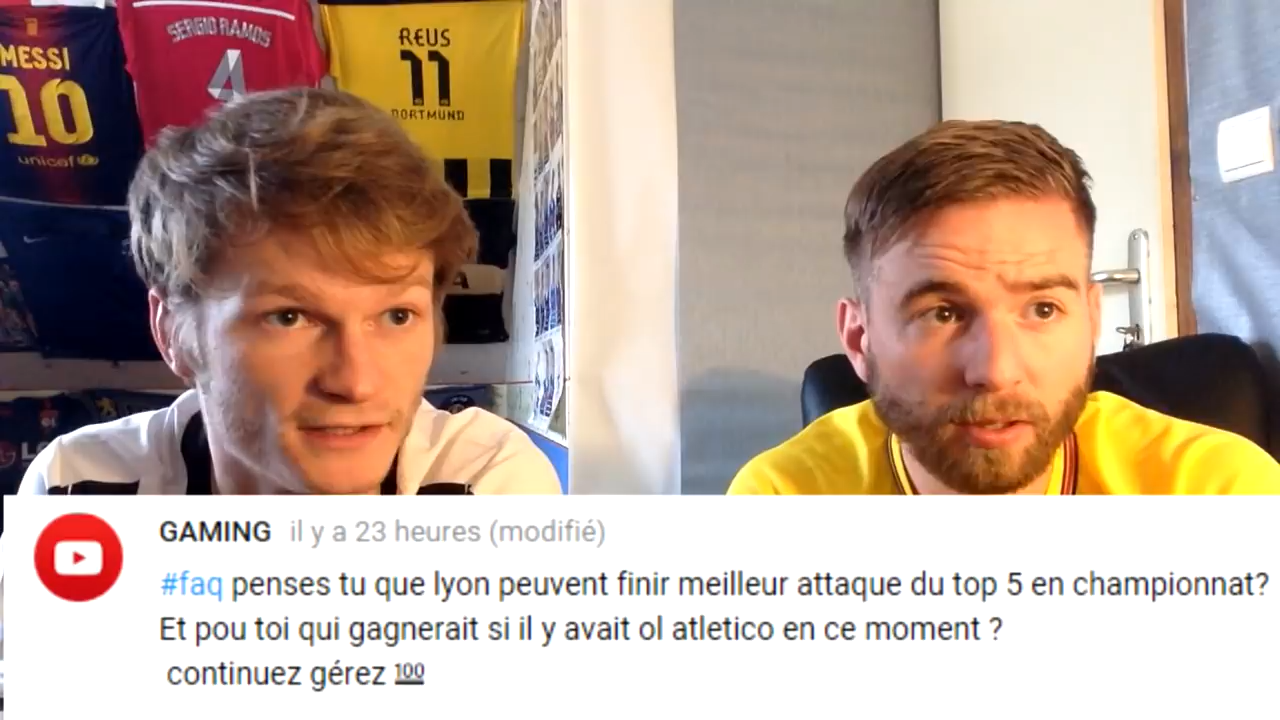 MESSI
10
unicef
SERGIO RAMOS
4
REUS
11
DORTMUND
GAMING il y a 23 heures (modifié)
#faq penses tu que lyon peuvent finir meilleur attaque du top 5 en championnat?
Et pou toi qui gagnerait si il y avait ol atletico en ce moment ?
continuez gérez 💯